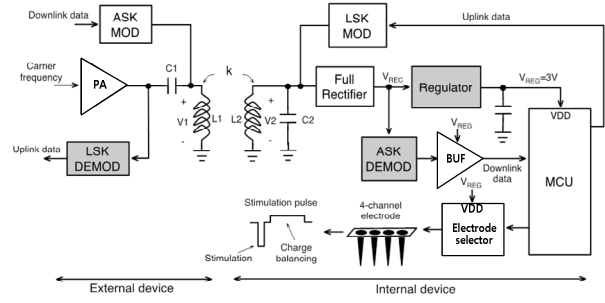 Downlink data
ASK
MOD
LSK
MOD
Uplink data
Carrier
frequency
PA
C1
k
Full
Rectifier
VREC
Regulator
VREG=3V
V1
L1
L2
V2
C2
VDD
MCU
Uplink data
LSK
DEMOD
ASK
DEMOD
VREG
BUF
Downlink
data
VREG
VDD
Electrode
selector
Stimulation pulse
4-channel
electrode
Stimulation
Charge
balancing
External device
Internal device